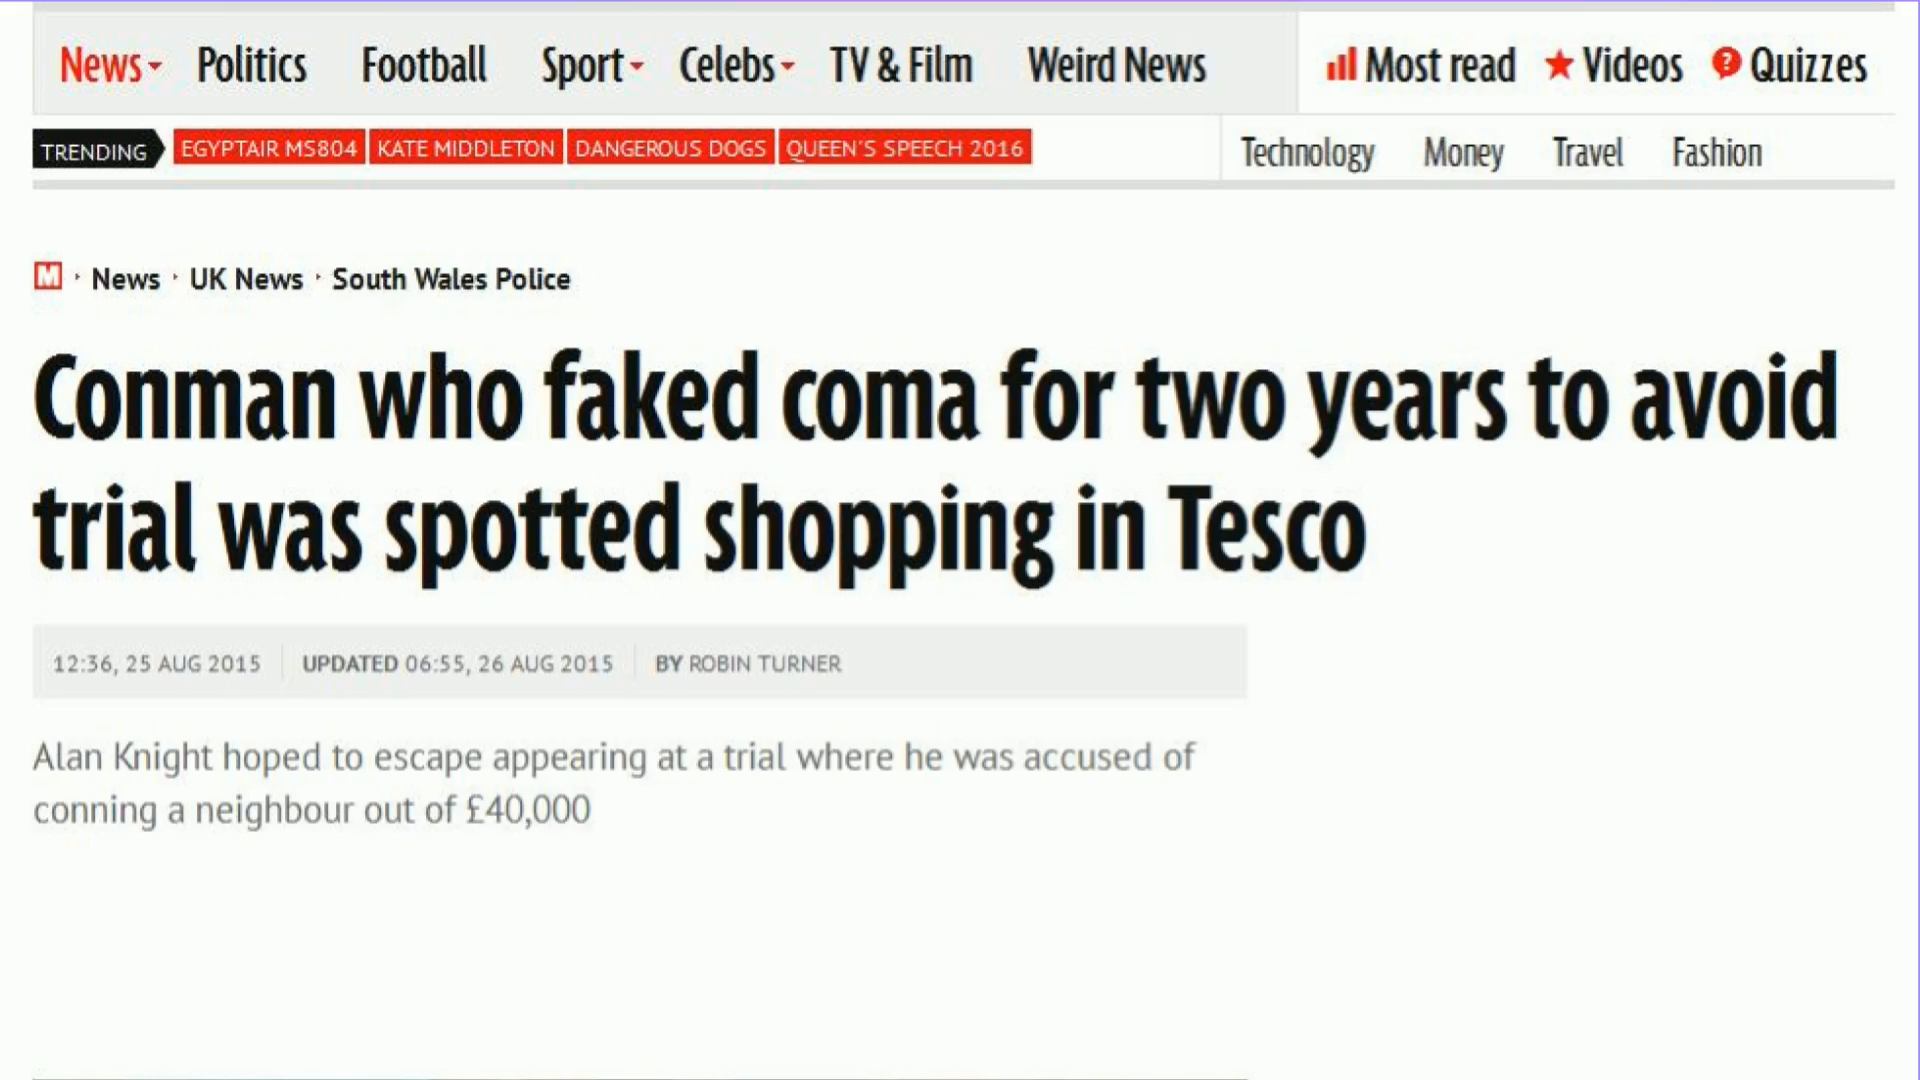 News Politics Football Sport Celebs TV & Film Weird News Most read Videos Quizzes
TRENDING EGYPTAIR MS804 KATE MIDDLETON DANGEROUS DOGS QUEEN'S SPEECH 2016 Technology Money Travel Fashion
M News UK News South Wales Police
Conman who faked coma for two years to avoid
trial was spotted shopping in Tesco
12:36, 25 AUG 2015 UPDATED 06:55, 26 AUG 2015 BY ROBIN TURNER
Alan Knight hoped to escape appearing at a trial where he was accused of
conning a neighbour out of £40,000